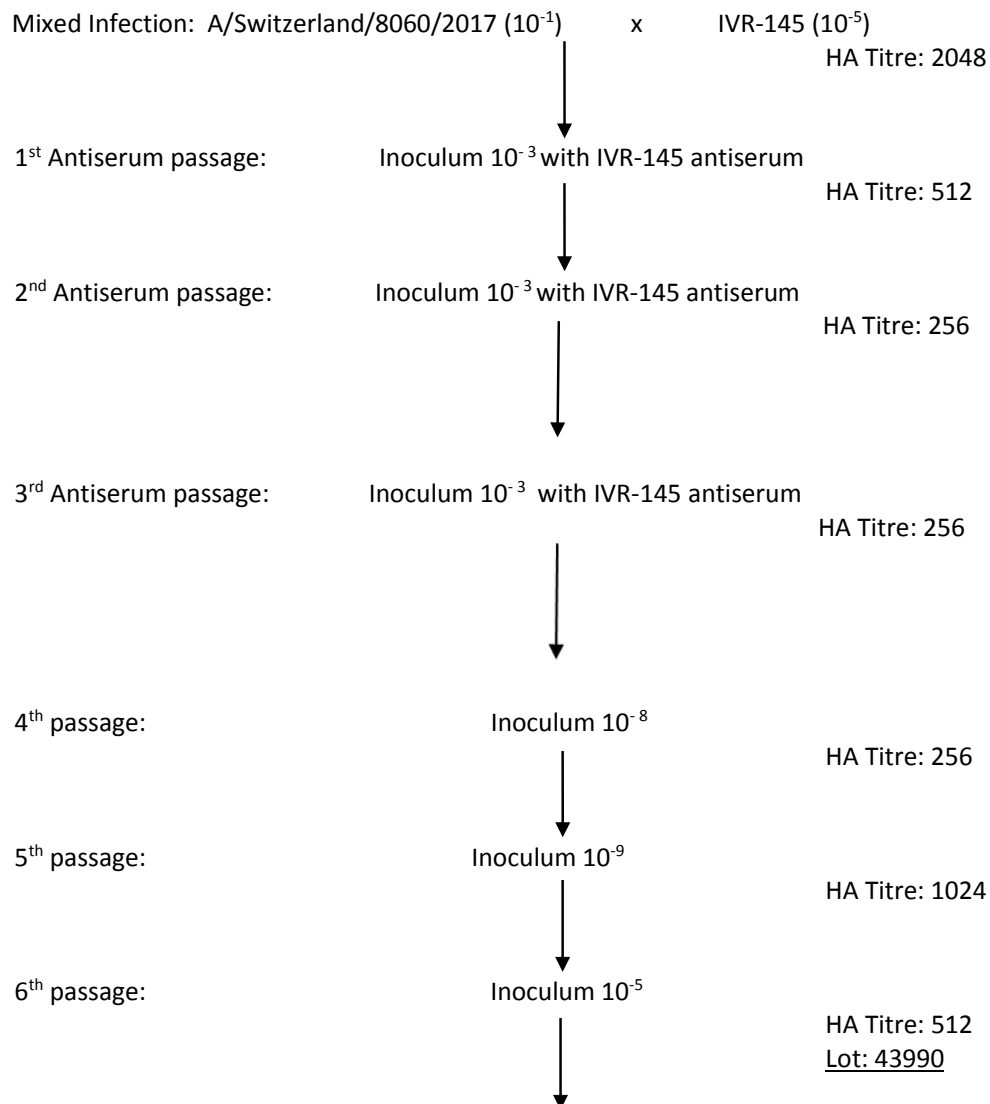 Mixed Infection: A/Switzerland/8060/2017 (10⁻¹) x IVR-145 (10⁻⁵)
HA Titre: 2048
1st Antiserum passage: Inoculum 10⁻³ with IVR-145 antiserum
HA Titre: 512
2nd Antiserum passage: Inoculum 10⁻³ with IVR-145 antiserum
HA Titre: 256
3rd Antiserum passage: Inoculum 10⁻³ with IVR-145 antiserum
HA Titre: 256
4th passage: Inoculum 10⁻⁸
HA Titre: 256
5th passage: Inoculum 10⁻⁹
HA Titre: 1024
6th passage: Inoculum 10⁻⁵
HA Titre: 512
Lot: 43990